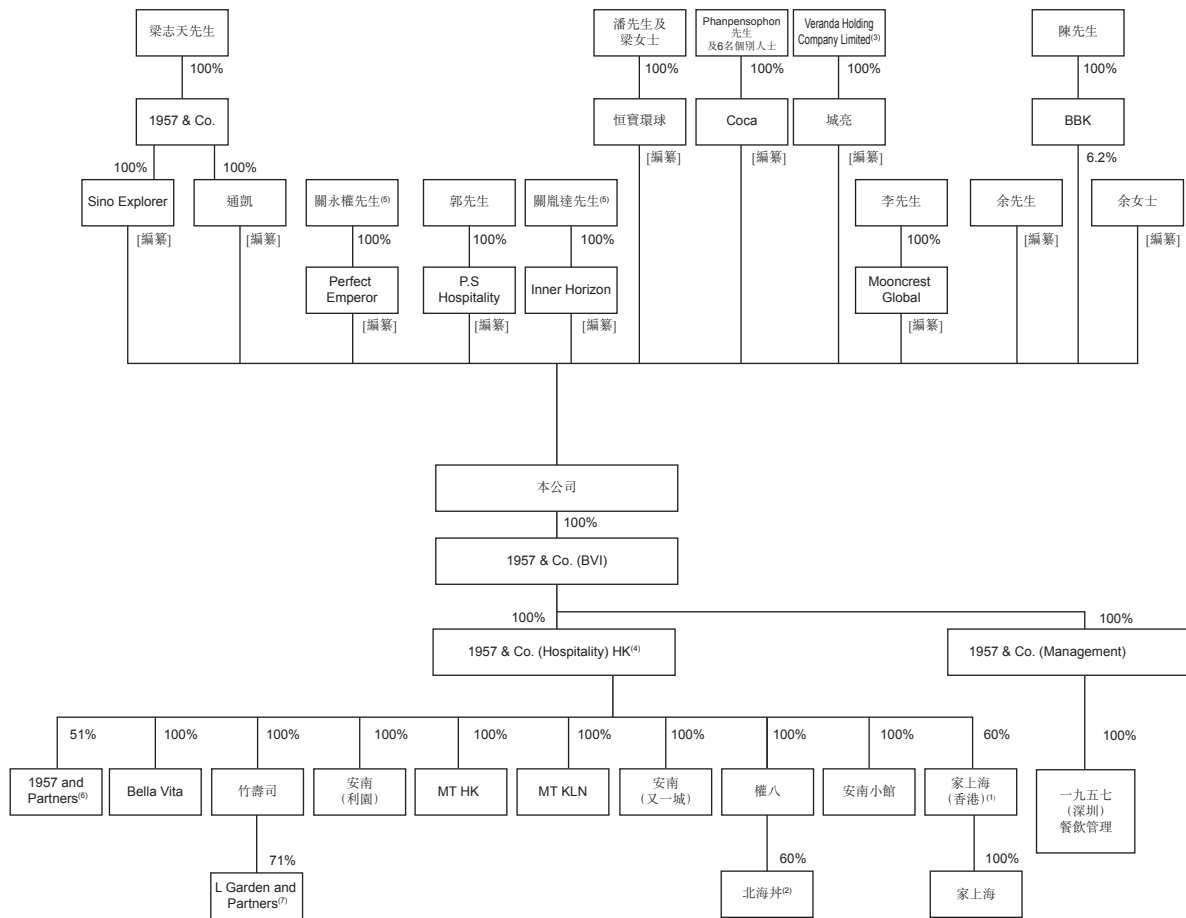 梁志天先生
潘先生及
梁女士
Phanpensophon
先生
及6名個別人士
Veranda Holding
Company Limited(3)
陳先生
100%
100%
100%
100%
100%
1957 & Co.
恒寶環球
Coca
城亮
BBK
100%
100%
[編纂]
[編纂]
[編纂]
6.2%
Sino Explorer
通凱
關永權先生(5)
郭先生
關胤達先生(5)
李先生
余先生
余女士
[編纂]
[編纂]
100%
100%
100%
100%
[編纂]
[編纂]
Perfect
Emperor
P.S
Hospitality
Inner Horizon
Mooncrest
Global
[編纂]
[編纂]
[編纂]
[編纂]
本公司
100%
1957 & Co. (BVI)
100%
100%
1957 & Co. (Hospitality) HK(4)
1957 & Co. (Management)
51%
100%
100%
100%
100%
100%
100%
100%
100%
60%
100%
1957 and
Partners(6)
Bella Vita
竹壽司
安南
(利園)
MT HK
MT KLN
安南
(又一城)
權八
安南小館
家上海
(香港)(1)
一九五七
(深圳)
餐飲管理
71%
60%
100%
L Garden and
Partners(7)
北海丼(2)
家上海